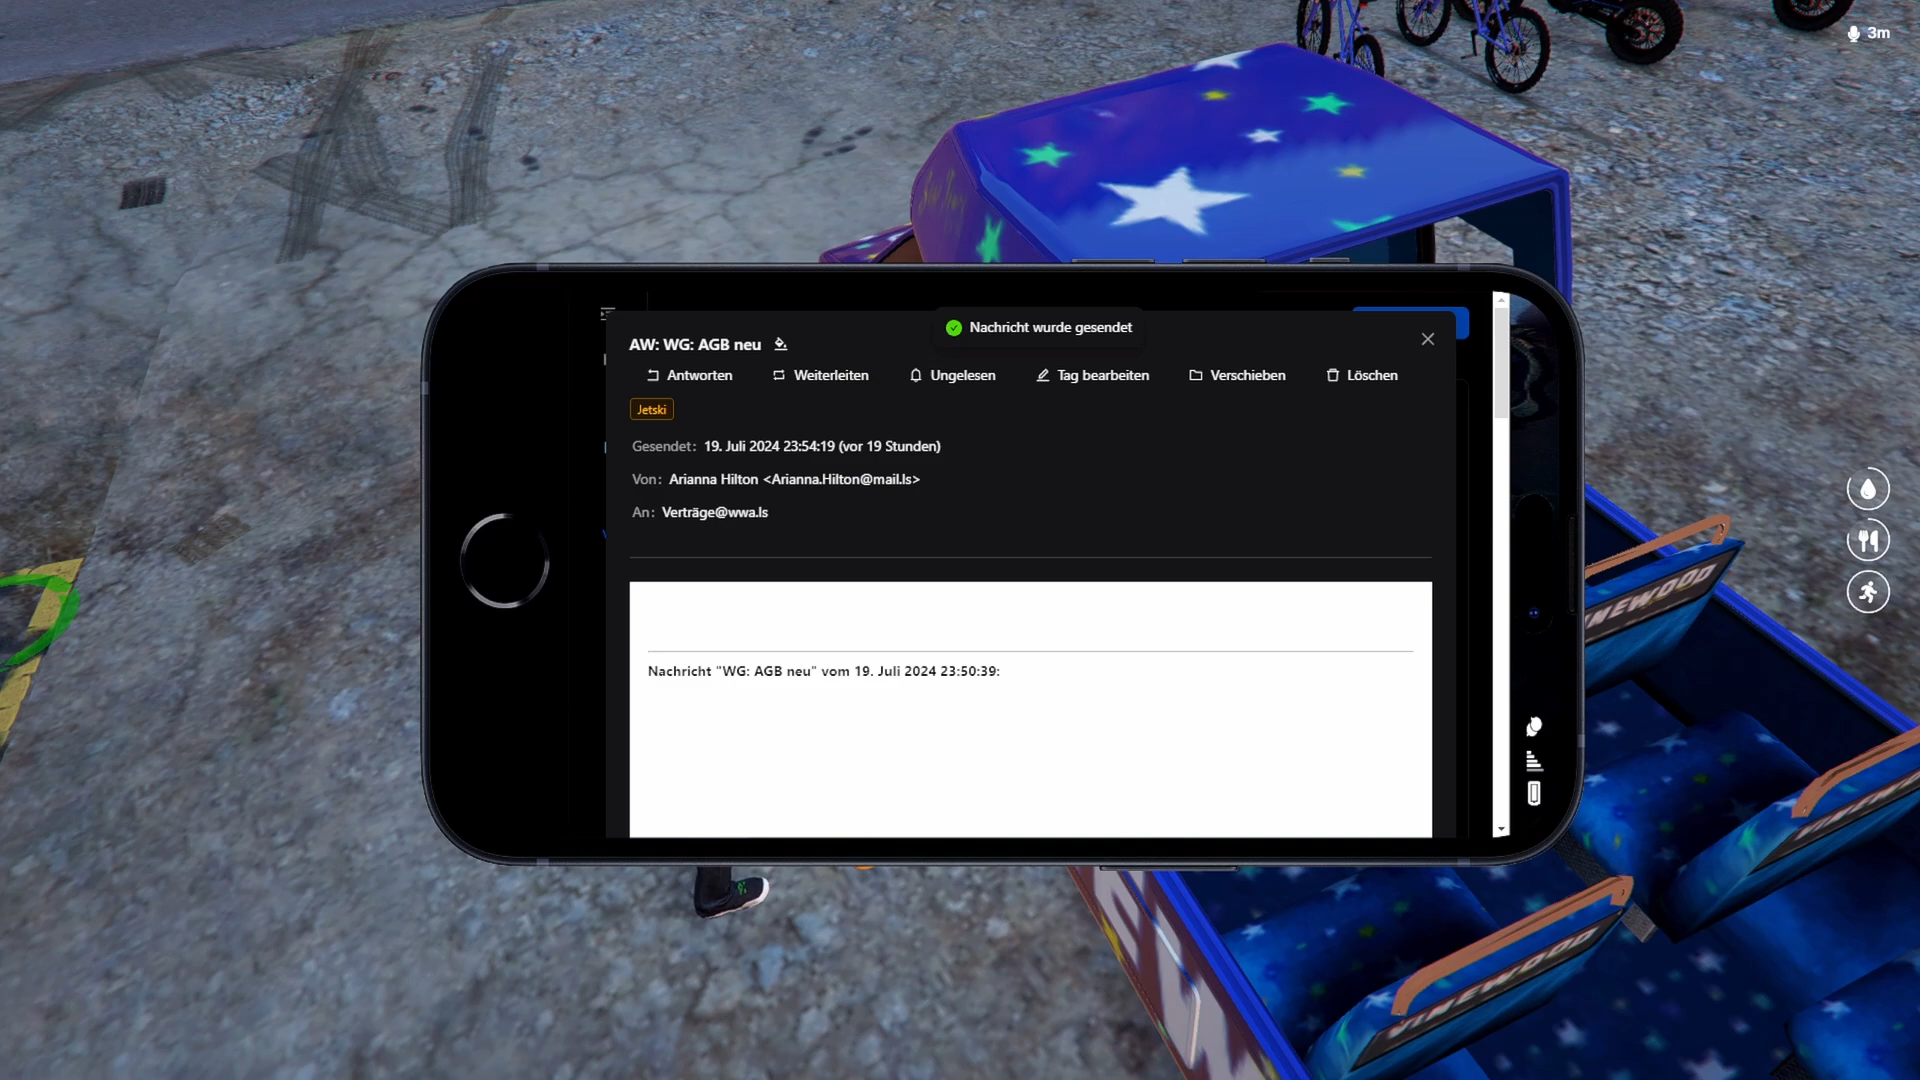 3m
Nachricht wurde gesendet
AW: WG: AGB neu
Antworten Weiterleiten Ungelesen Tag bearbeiten Verschieben Löschen
Jetski
Gesendet: 19. Juli 2024 23:54:19 (vor 19 Stunden)
Von: Arianna Hilton <Arianna.Hilton@mail.ls>
An: Verträge@wwa.ls
Nachricht "WG: AGB neu" vom 19. Juli 2024 23:50:39:
VINEWOOD